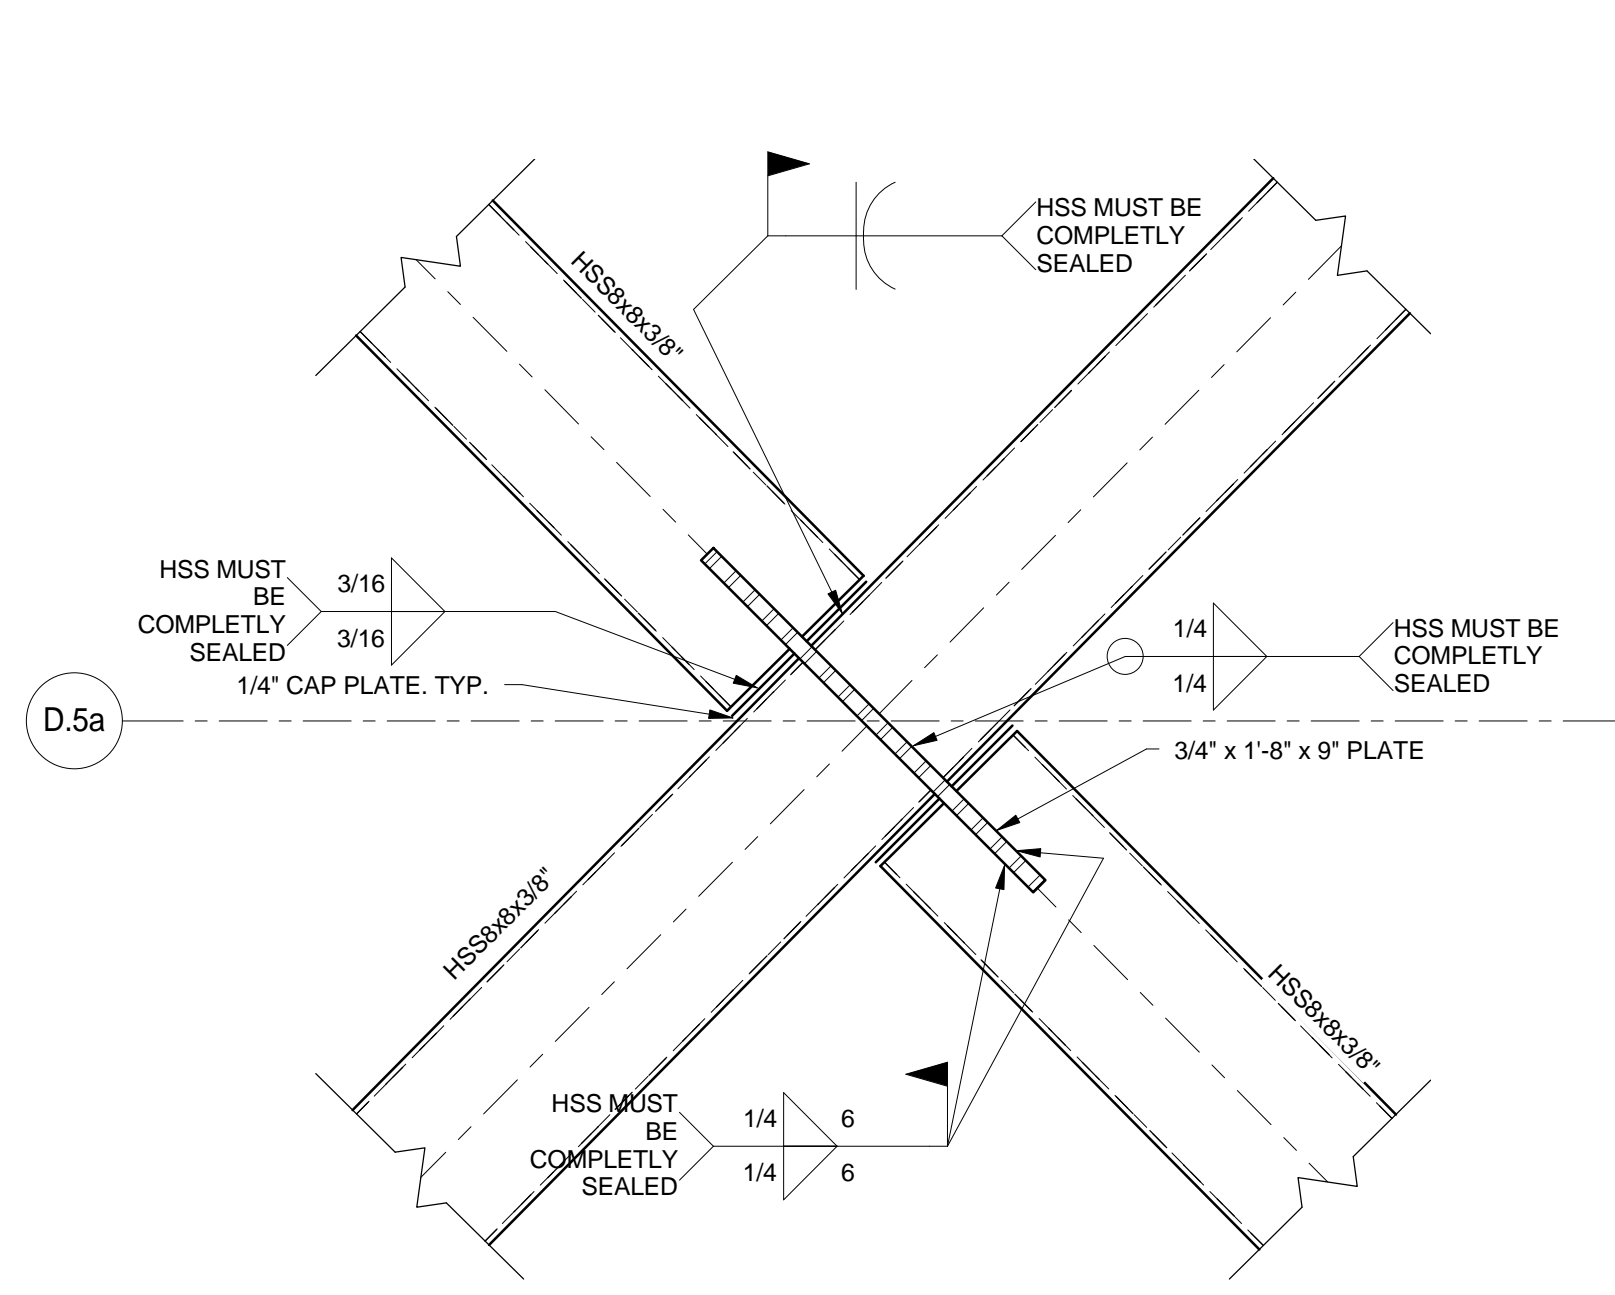 HSS MUST BE
COMPLETLY
SEALED
HSS8x8x3/8"
HSS MUST
BE
COMPLETLY
SEALED
3/16
3/16
1/4" CAP PLATE. TYP.
D.5a
1/4
1/4
HSS MUST BE
COMPLETLY
SEALED
3/4" x 1'-8" x 9" PLATE
HSS8x8x3/8"
HSS8x8x3/8"
HSS MUST
BE
COMPLETLY
SEALED
1/4 6
1/4 6